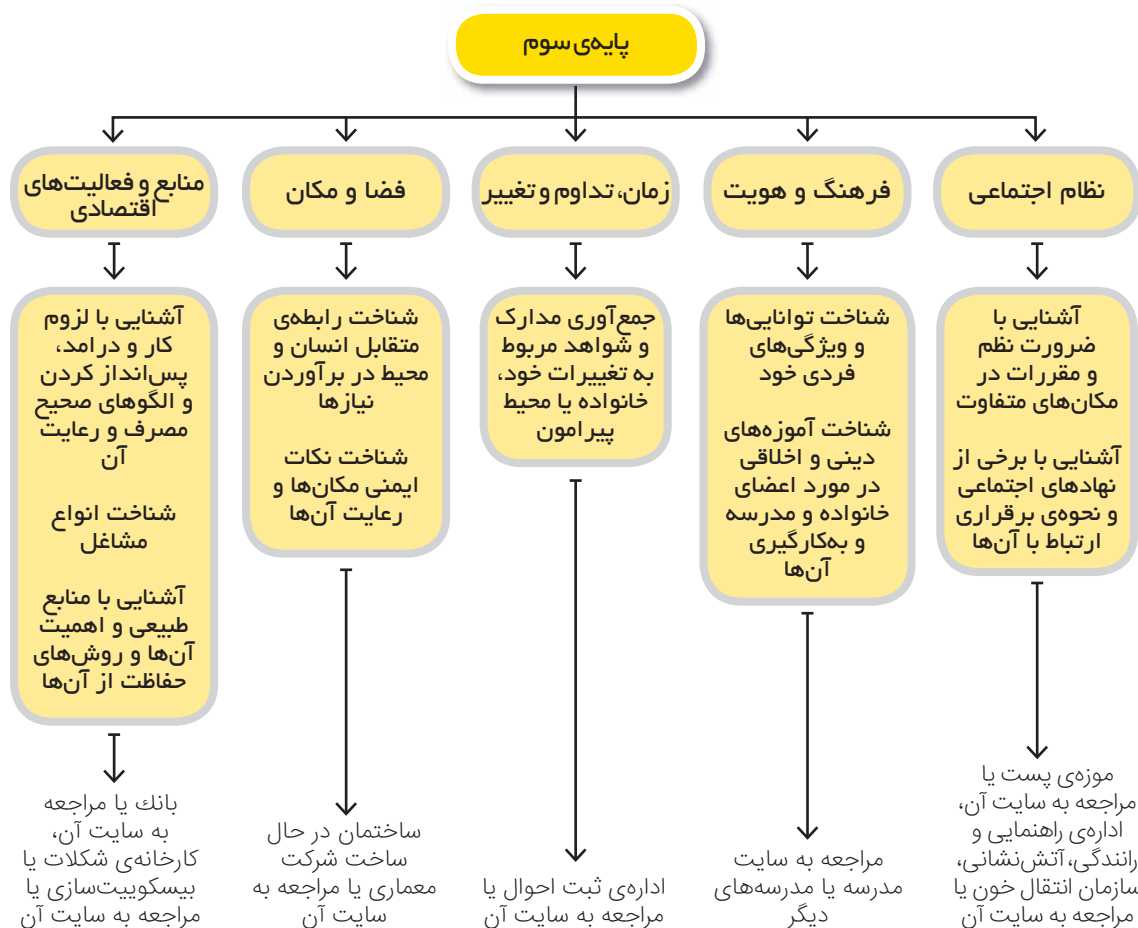 پایه‌ی سوم
نظام اجتماعی
فرهنگ و هویت
زمان، تداوم و تغییر
فضا و مکان
منابع و فعالیت‌های
اقتصادی
آشنایی با
ضرورت نظم
و مقررات در
مکان‌های متفاوت
آشنایی با برخی از
نهادهای اجتماعی
و نحوه‌ی برقراری
ارتباط با آن‌ها
شناخت توانایی‌ها
و ویژگی‌های
فردی خود
شناخت آموزه‌های
دینی و اخلاقی
در مورد اعضای
خانواده و مدرسه
و به‌کارگیری
آن‌ها
جمع‌آوری مدارک
و شواهد مربوط
به تغییرات خود،
خانواده یا محیط
پیرامون
شناخت رابطه‌ی
متقابل انسان و
محیط در برآوردن
نیازها
شناخت نکات
ایمنی مکان‌ها و
رعایت آن‌ها
آشنایی با لزوم
کار و درامد،
پس‌انداز کردن
و الگوهای صحیح
مصرف و رعایت
آن
شناخت انواع
مشاغل
آشنایی با منابع
طبیعی و اهمیت
آن‌ها و روش‌های
حفاظت از آن‌ها
موزه‌ی پست یا
مراجعه به سایت آن،
اداره‌ی راهنمایی و
رانندگی، آتش‌نشانی،
سازمان انتقال خون یا
مراجعه به سایت آن
مراجعه به سایت
مدرسه یا مدرسه‌های
دیگر
اداره‌ی ثبت احوال یا
مراجعه به سایت آن
ساختمان در حال
ساخت شرکت
معماری یا مراجعه به
سایت آن
بانك یا مراجعه
به سایت آن،
کارخانه‌ی شکلات یا
بیسکوییت‌سازی یا
مراجعه به سایت آن